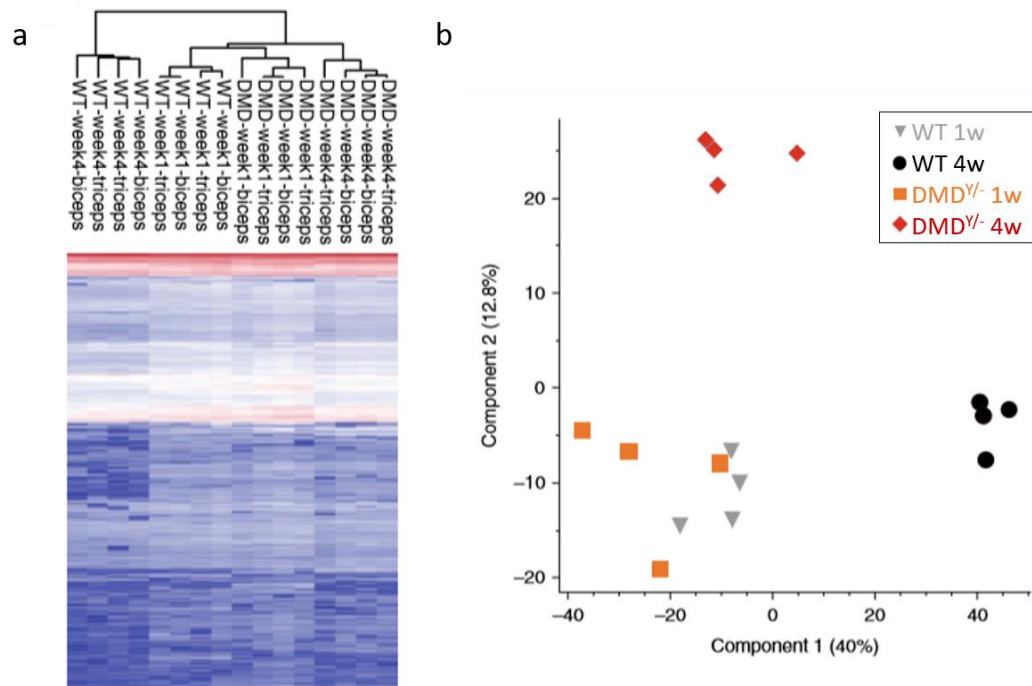 a
WT-week4-biceps
WT-week4-triceps
WT-week4-triceps
WT-week4-biceps
WT-week1-triceps
WT-week1-biceps
WT-week1-triceps
WT-week1-biceps
DMD-week1-biceps
DMD-week1-triceps
DMD-week1-biceps
DMD-week1-triceps
DMD-week4-triceps
DMD-week4-biceps
DMD-week4-biceps
DMD-week4-triceps
b
WT 1w
WT 4w
DMDY/- 1w
DMDY/- 4w
Component 2 (12.8%)
20
10
0
−10
−20
−40
−20
0
20
40
Component 1 (40%)